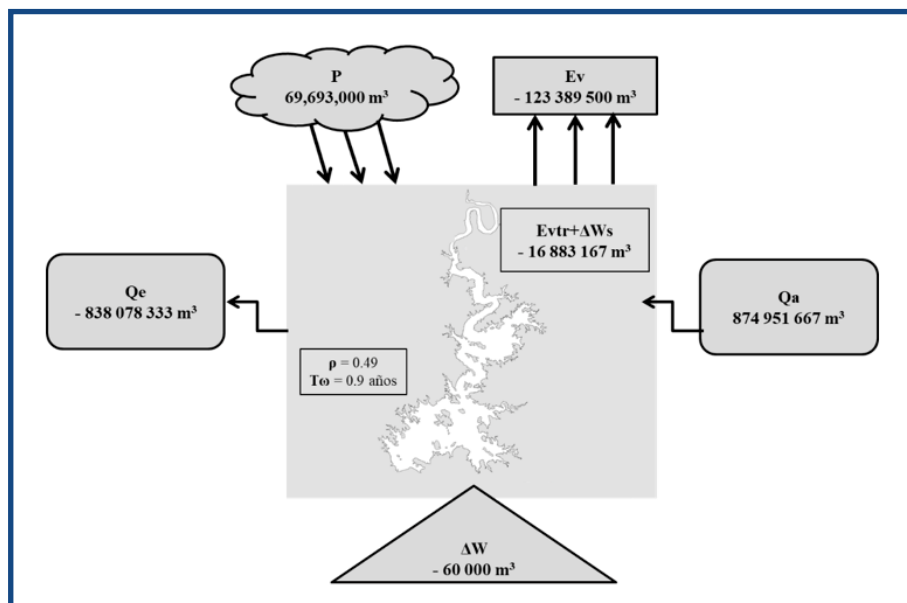 P
69,693,000 m³
Ev
- 123 389 500 m³
Evtr+ΔWs
- 16 883 167 m³
Qe
- 838 078 333 m³
Qa
874 951 667 m³
ρ = 0.49
Tω = 0.9 años
ΔW
- 60 000 m³